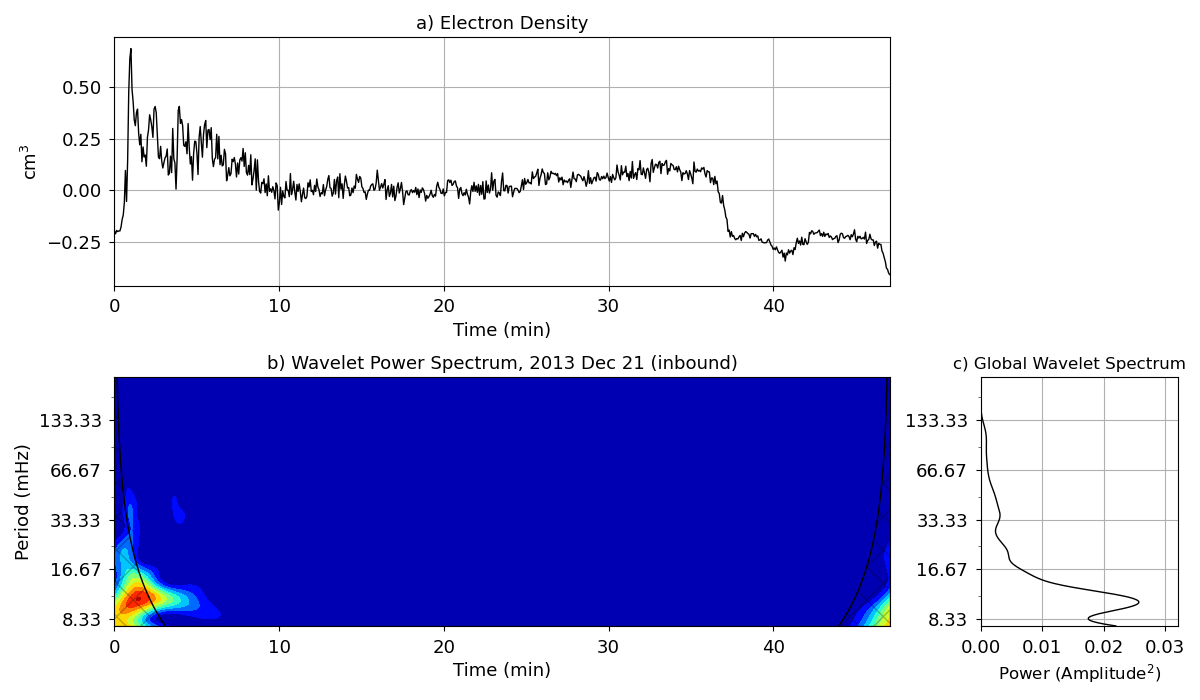 a) Electron Density
cm³
0.50
0.25
0.00
−0.25
0 10 20 30 40
Time (min)
b) Wavelet Power Spectrum, 2013 Dec 21 (inbound)
Period (mHz)
133.33
66.67
33.33
16.67
8.33
0 10 20 30 40
Time (min)
c) Global Wavelet Spectrum
133.33
66.67
33.33
16.67
8.33
0.00 0.01 0.02 0.03
Power (Amplitude²)